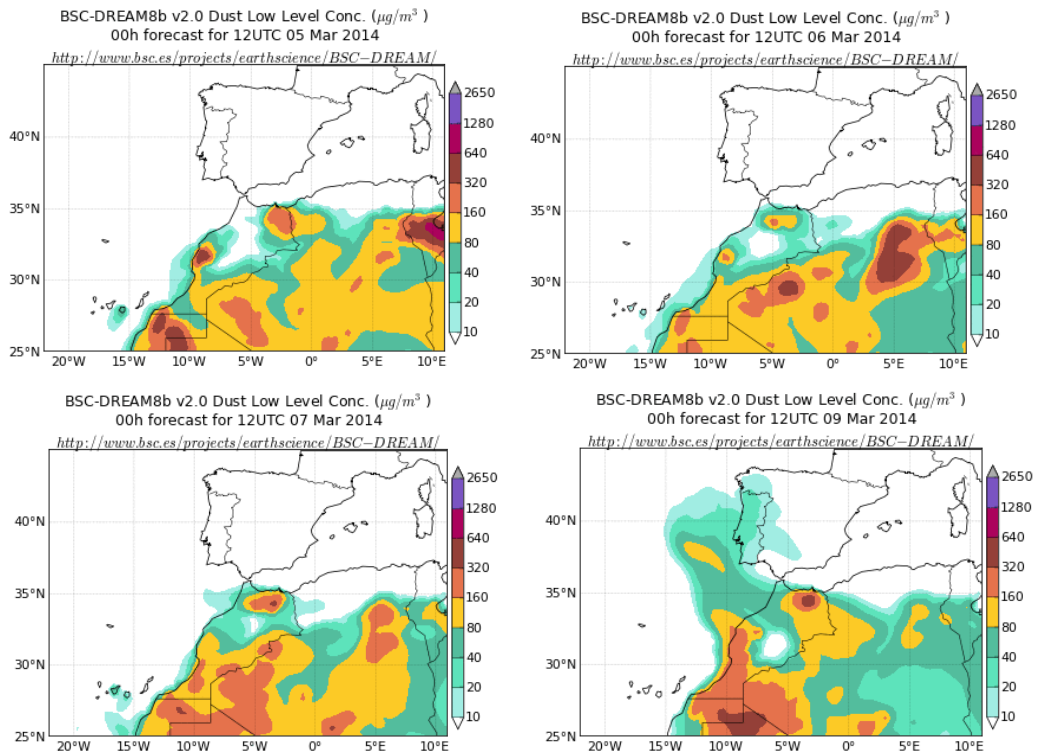 BSC-DREAM8b v2.0 Dust Low Level Conc. (μg/m³ )
00h forecast for 12UTC 05 Mar 2014
http://www.bsc.es/projects/earthscience/BSC−DREAM/
40°N
35°N
30°N
25°N
20°W
15°W
10°W
5°W
0°
5°E
10°E
2650
1280
640
320
160
80
40
20
10
BSC-DREAM8b v2.0 Dust Low Level Conc. (μg/m³ )
00h forecast for 12UTC 06 Mar 2014
http://www.bsc.es/projects/earthscience/BSC−DREAM/
40°N
35°N
30°N
25°N
20°W
15°W
10°W
5°W
0°
5°E
10°E
2650
1280
640
320
160
80
40
20
10
BSC-DREAM8b v2.0 Dust Low Level Conc. (μg/m³ )
00h forecast for 12UTC 07 Mar 2014
http://www.bsc.es/projects/earthscience/BSC−DREAM/
40°N
35°N
30°N
25°N
20°W
15°W
10°W
5°W
0°
5°E
10°E
2650
1280
640
320
160
80
40
20
10
BSC-DREAM8b v2.0 Dust Low Level Conc. (μg/m³ )
00h forecast for 12UTC 09 Mar 2014
http://www.bsc.es/projects/earthscience/BSC−DREAM/
40°N
35°N
30°N
25°N
20°W
15°W
10°W
5°W
0°
5°E
10°E
2650
1280
640
320
160
80
40
20
10